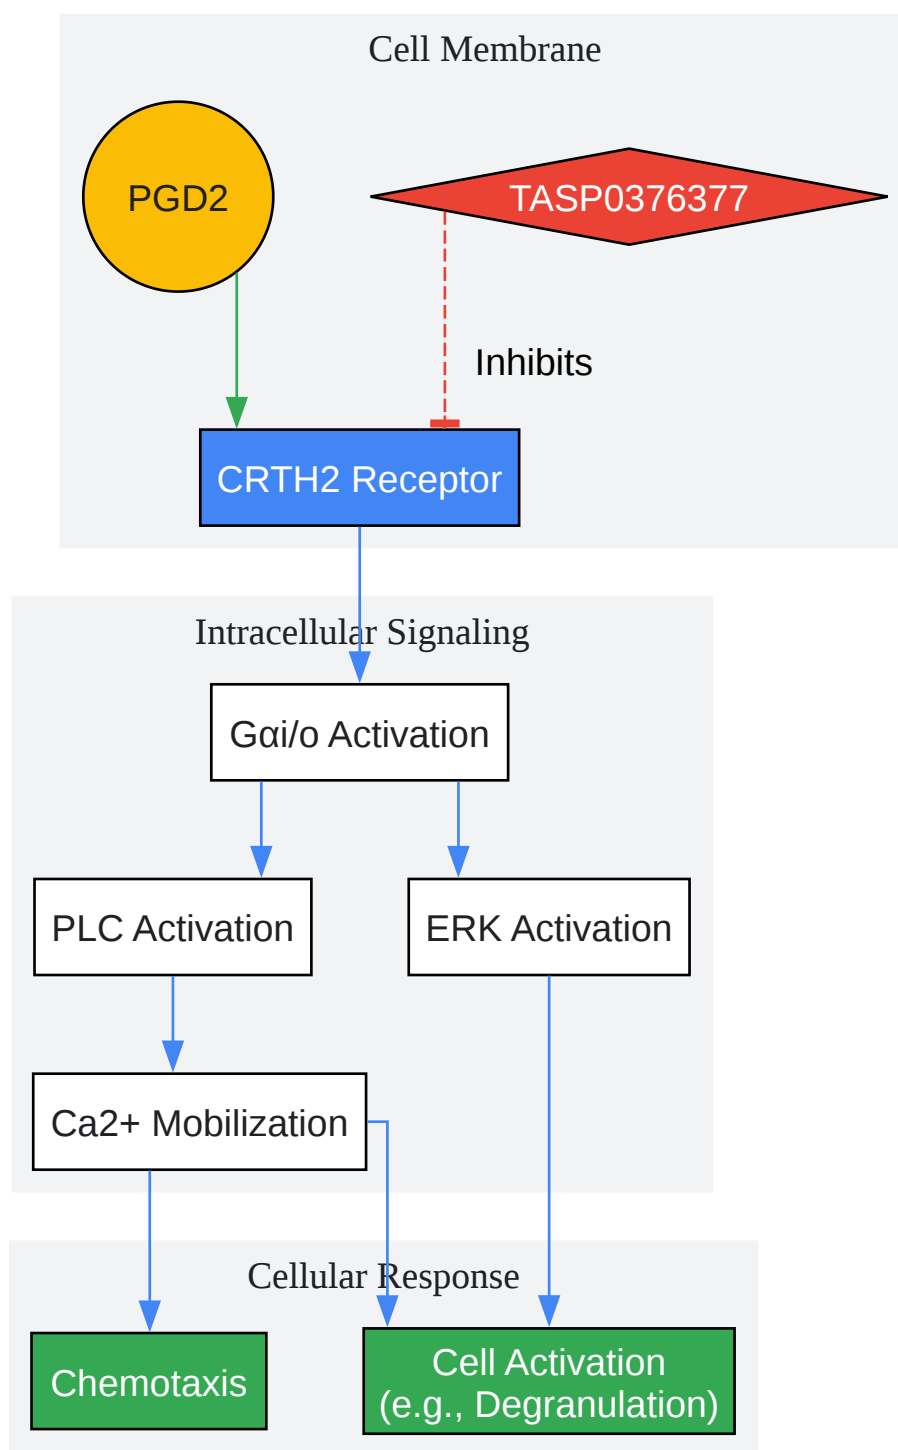 Cell Membrane
PGD2
TASP0376377
Inhibits
CRTH2 Receptor
Intracellular Signaling
Gαi/o Activation
PLC Activation
ERK Activation
Ca2+ Mobilization
Cellular Response
Chemotaxis
Cell Activation
(e.g., Degranulation)